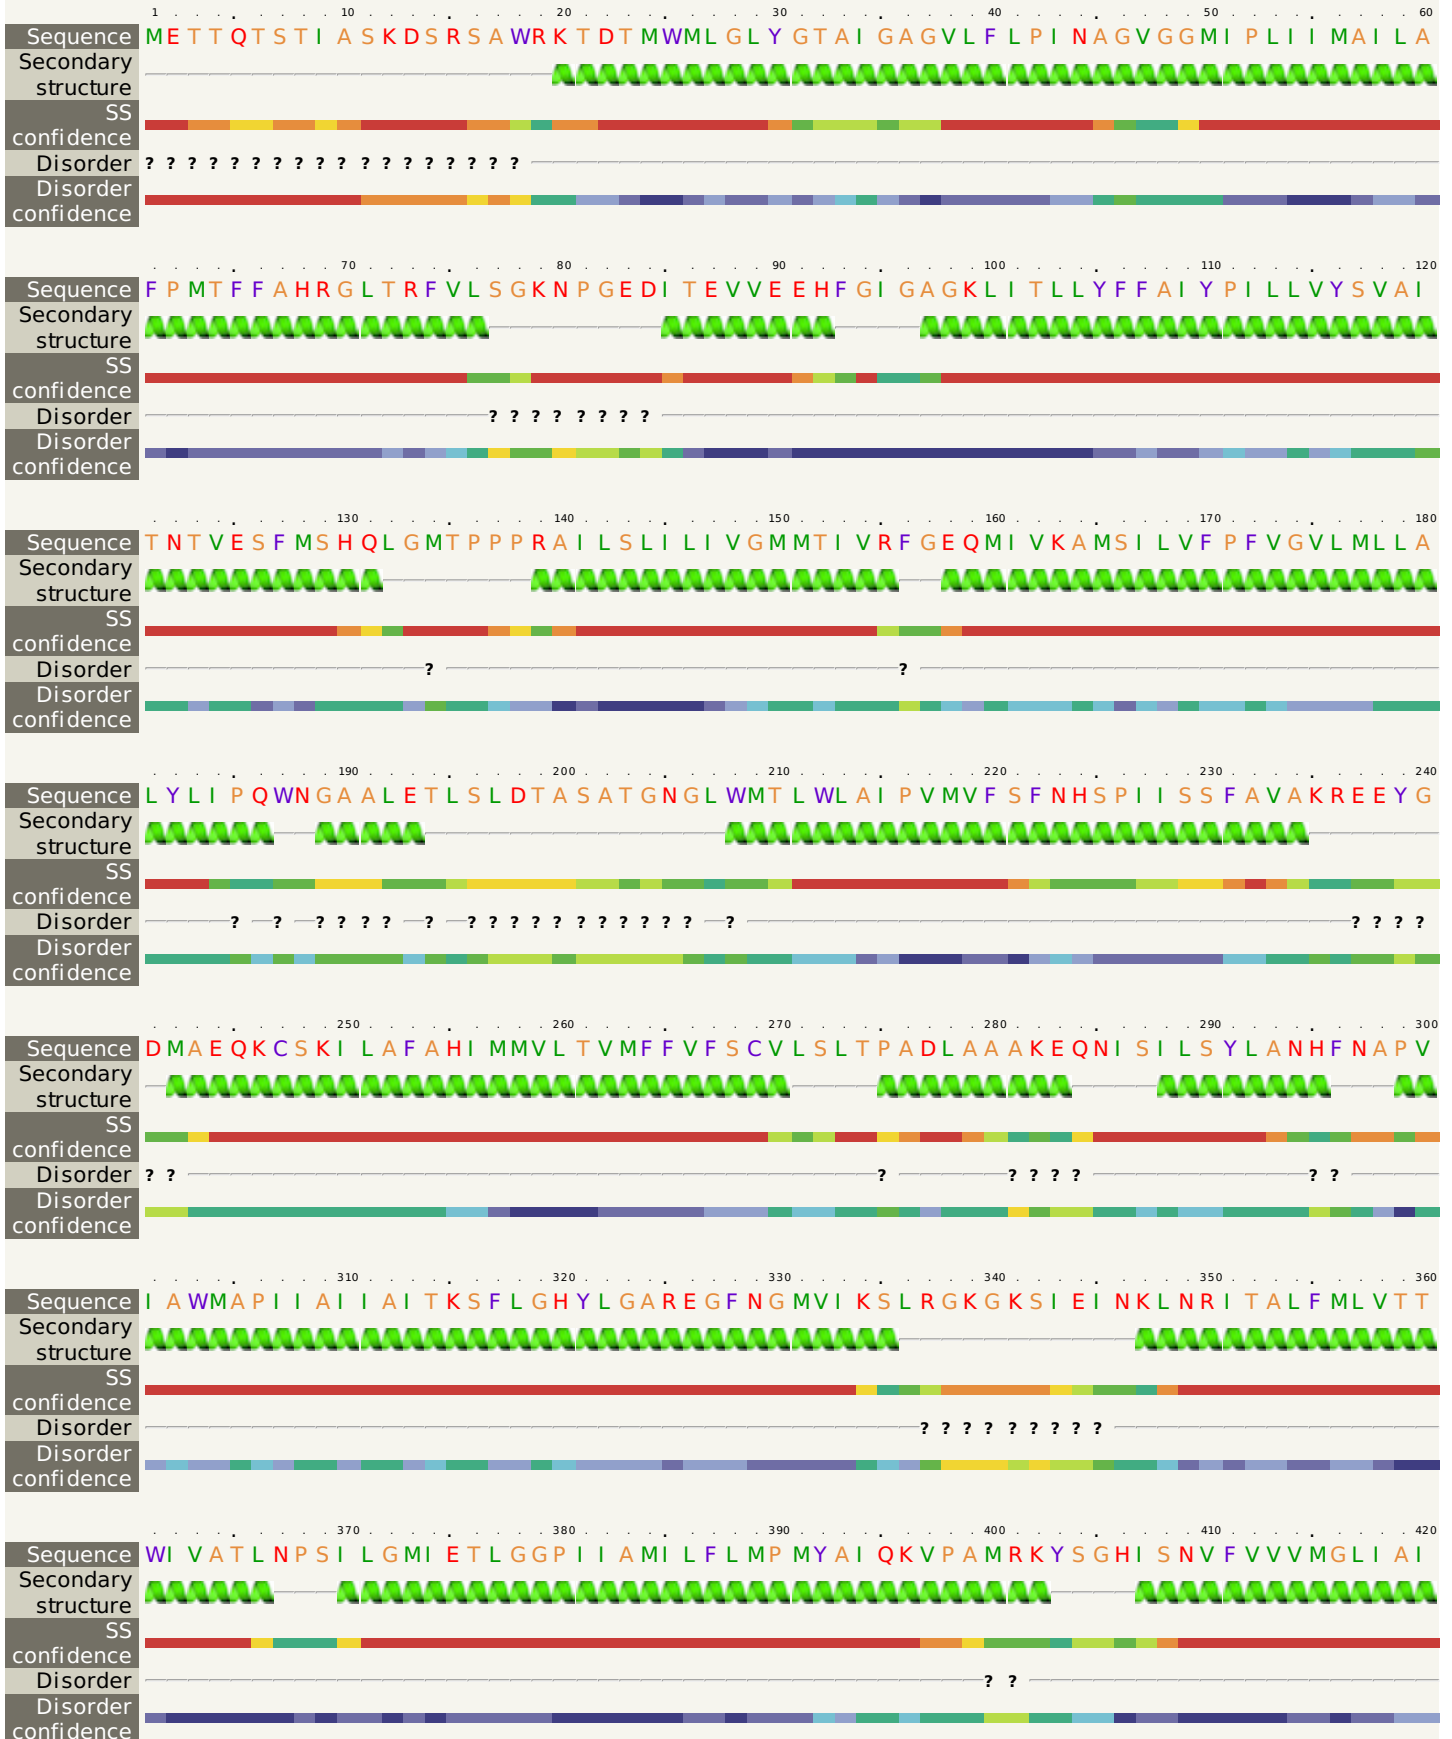 1 10 20 30 40 50 60
Sequence METTQTSTIASKDSRSAWRKTDTMWMLGLYGTAIGAGVLFLPINAGVGGMIPLIIMAILA
Secondary
structure
SS
confidence
Disorder ? ? ? ? ? ? ? ? ? ? ? ? ? ? ? ? ? ?
Disorder
confidence
70 80 90 100 110 120
Sequence FPMTFFAHRGLTRFVLSGKNPGEDITEVVEEHFGIGAGKLITLLYFFAIYPILLVYSVAI
Secondary
structure
SS
confidence
Disorder ? ? ? ? ? ? ? ?
Disorder
confidence
130 140 150 160 170 180
Sequence TNTVESFMSHQLGMTPPPRAILSLILIVGMMTIVRFGEQMIVKAMSILVFPFVGVLMLLA
Secondary
structure
SS
confidence
Disorder ? ?
Disorder
confidence
190 200 210 220 230 240
Sequence LYLIPQWNGAALETLSLDTASATGNGLWMTLWLAIPVMVFSFNHSPIISSFAVAKREEYG
Secondary
structure
SS
confidence
Disorder ? ? ? ? ? ? ? ? ? ? ? ? ? ? ? ? ? ? ? ? ? ? ?
Disorder
confidence
250 260 270 280 290 300
Sequence DMAEQKCSKILAFAHIMMVLTVMFFVFSCVLSLTPADLAAAKEQNISILSYLANHFNAPV
Secondary
structure
SS
confidence
Disorder ? ? ? ? ? ? ? ? ?
Disorder
confidence
310 320 330 340 350 360
Sequence IAWMAPIIAIIAITKSFLGHYLGAREGFNGMVIKSLRGKGKSIEINKLNRITALFMLVTT
Secondary
structure
SS
confidence
Disorder ? ? ? ? ? ? ? ? ?
Disorder
confidence
370 380 390 400 410 420
Sequence WIVATLNPSILGMIETLGGPIIAMILFLMPMYAIQKVPAMRKYSGHISNVFVVVMGLIAI
Secondary
structure
SS
confidence
Disorder ? ?
Disorder
confidence